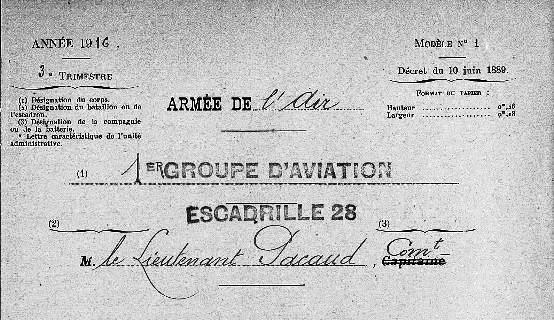 ANNÉE 1916.
3e TRIMESTRE
(1) Désignation du corps.
(2) Désignation du bataillon ou de
l'escadron.
(3) Désignation de la compagnie
ou de la batterie.
* Lettre caractéristique de l'unité
administrative.
MODÈLE N° 1
Décret du 10 juin 1889.
FORMAT DU PAPIER :
Hauteur
Largeur
ARMÉE DE l'Air
(1) 1ER GROUPE D'AVIATION
(2) ESCADRILLE 28 (3)
M. le Lieutenant Pacaud, Comt
Capitaine